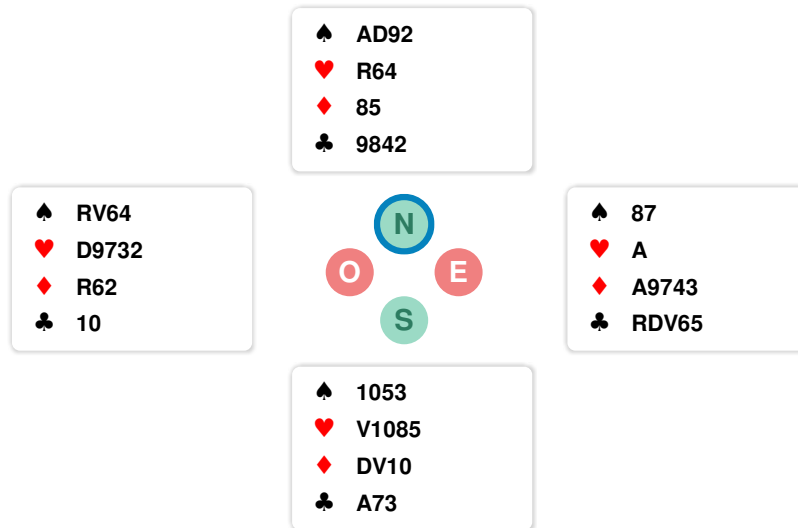 ♠ AD92
♥ R64
♦ 85
♣ 9842
♠ RV64
♥ D9732
♦ R62
♣ 10
N
O E
S
♠ 87
♥ A
♦ A9743
♣ RDV65
♠ 1053
♥ V1085
♦ DV10
♣ A73